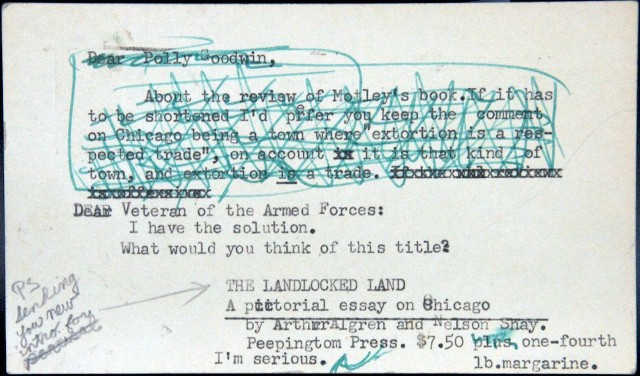 Dear Polly Goodwin,
About the review of Motley's book. If it has
to be shortened I'd pffer you keep the comment
on Chicago being a town where "extortion is a res-
pected trade", on account it is that kind of
town, and extortion is a trade.
DEAR Veteran of the Armed Forces:
I have the solution.
What would you think of this title?
THE LANDLOCKED LAND
A pictorial essay on Chicago
by Arthur Algren and Nelson Shay.
Peepingtom Press. $7.50 plus one-fourth
I'm serious. lb.margarine.
PS
sending
you new
intro for